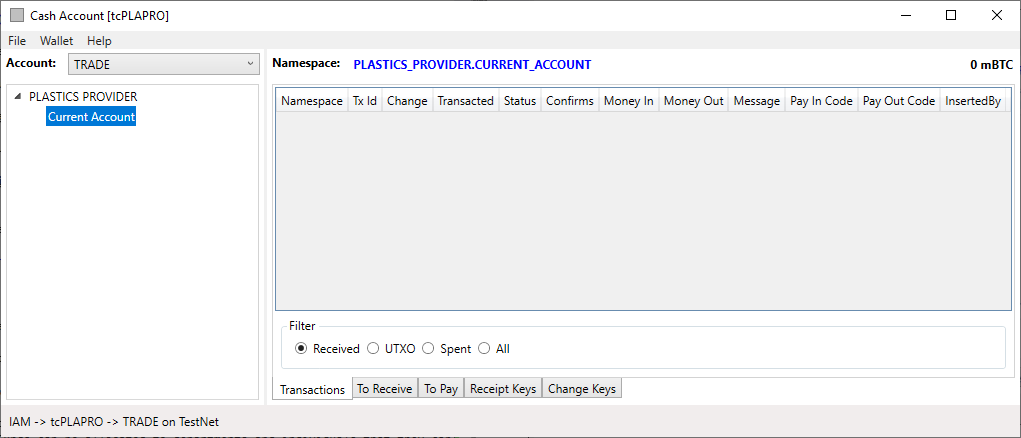 Cash Account [tcPLAPRO]
File Wallet Help
Account: TRADE
Namespace: PLASTICS_PROVIDER.CURRENT_ACCOUNT 0 mBTC
PLASTICS PROVIDER
Current Account
Namespace Tx Id Change Transacted Status Confirms Money In Money Out Message Pay In Code Pay Out Code InsertedBy
Filter
Received UTXO Spent All
Transactions To Receive To Pay Receipt Keys Change Keys
IAM -> tcPLAPRO -> TRADE on TestNet